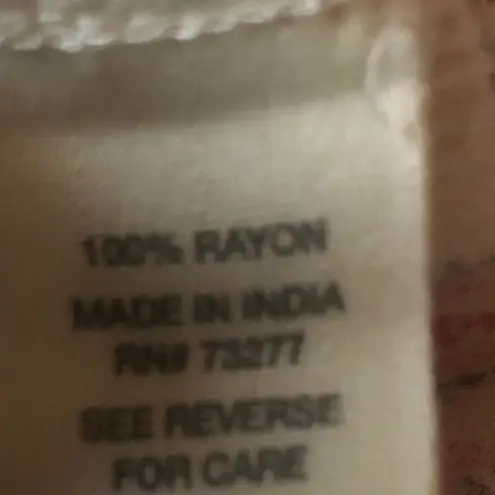 100% RAYON
MADE IN INDIA
RN# 73277
SEE REVERSE
FOR CARE